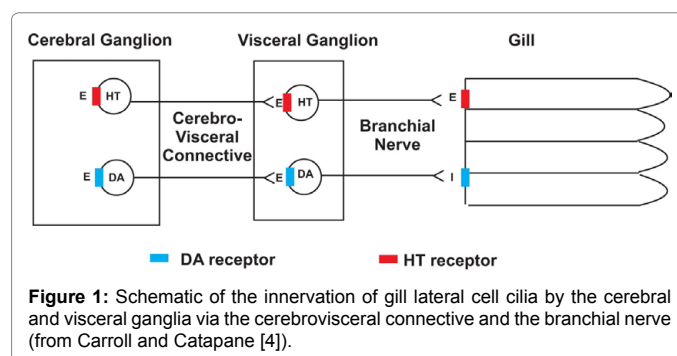 Cerebral Ganglion Visceral Ganglion Gill
E HT E HT E
Cerebro-
Visceral
Connective
Branchial
Nerve
E DA E DA I
DA receptor HT receptor
Figure 1: Schematic of the innervation of gill lateral cell cilia by the cerebral
and visceral ganglia via the cerebrovisceral connective and the branchial nerve
(from Carroll and Catapane [4]).